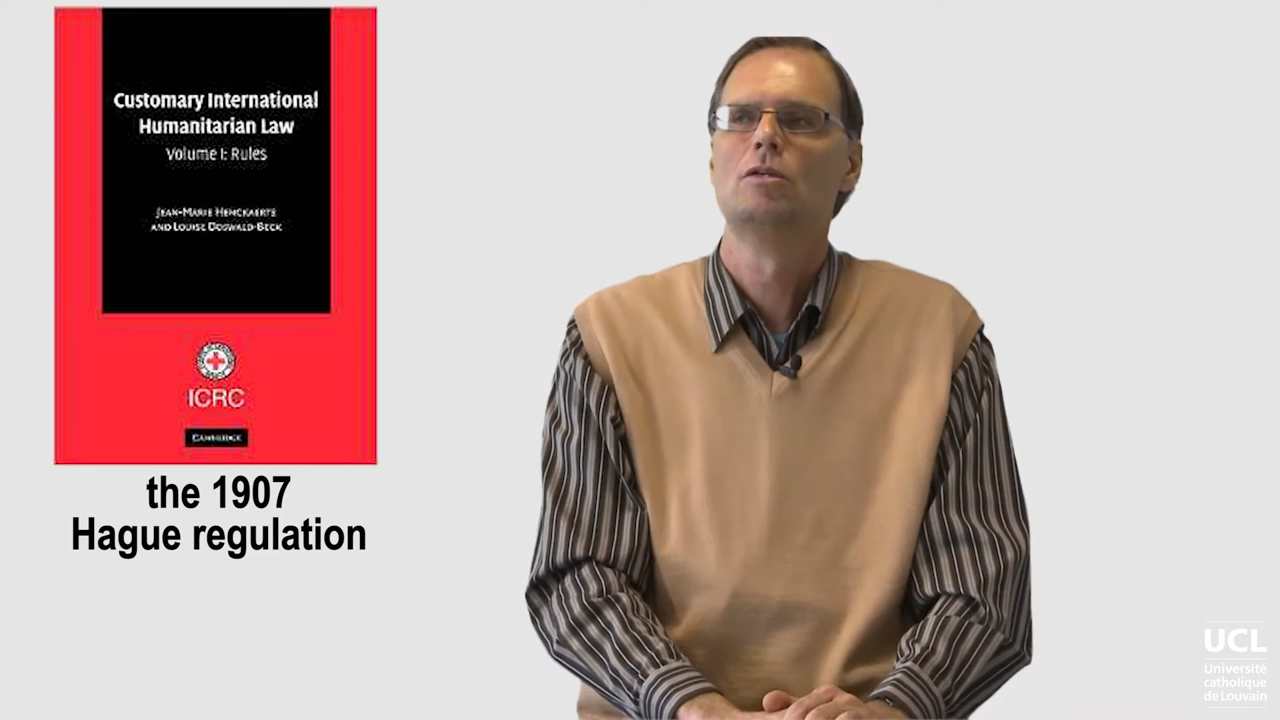 Customary International
Humanitarian Law
Volume I: Rules
JEAN-MARIE HENCKAERTS
AND LOUISE DOSWALD-BECK
ICRC
CAMBRIDGE
the 1907
Hague regulation
UCL
Université
catholique
de Louvain